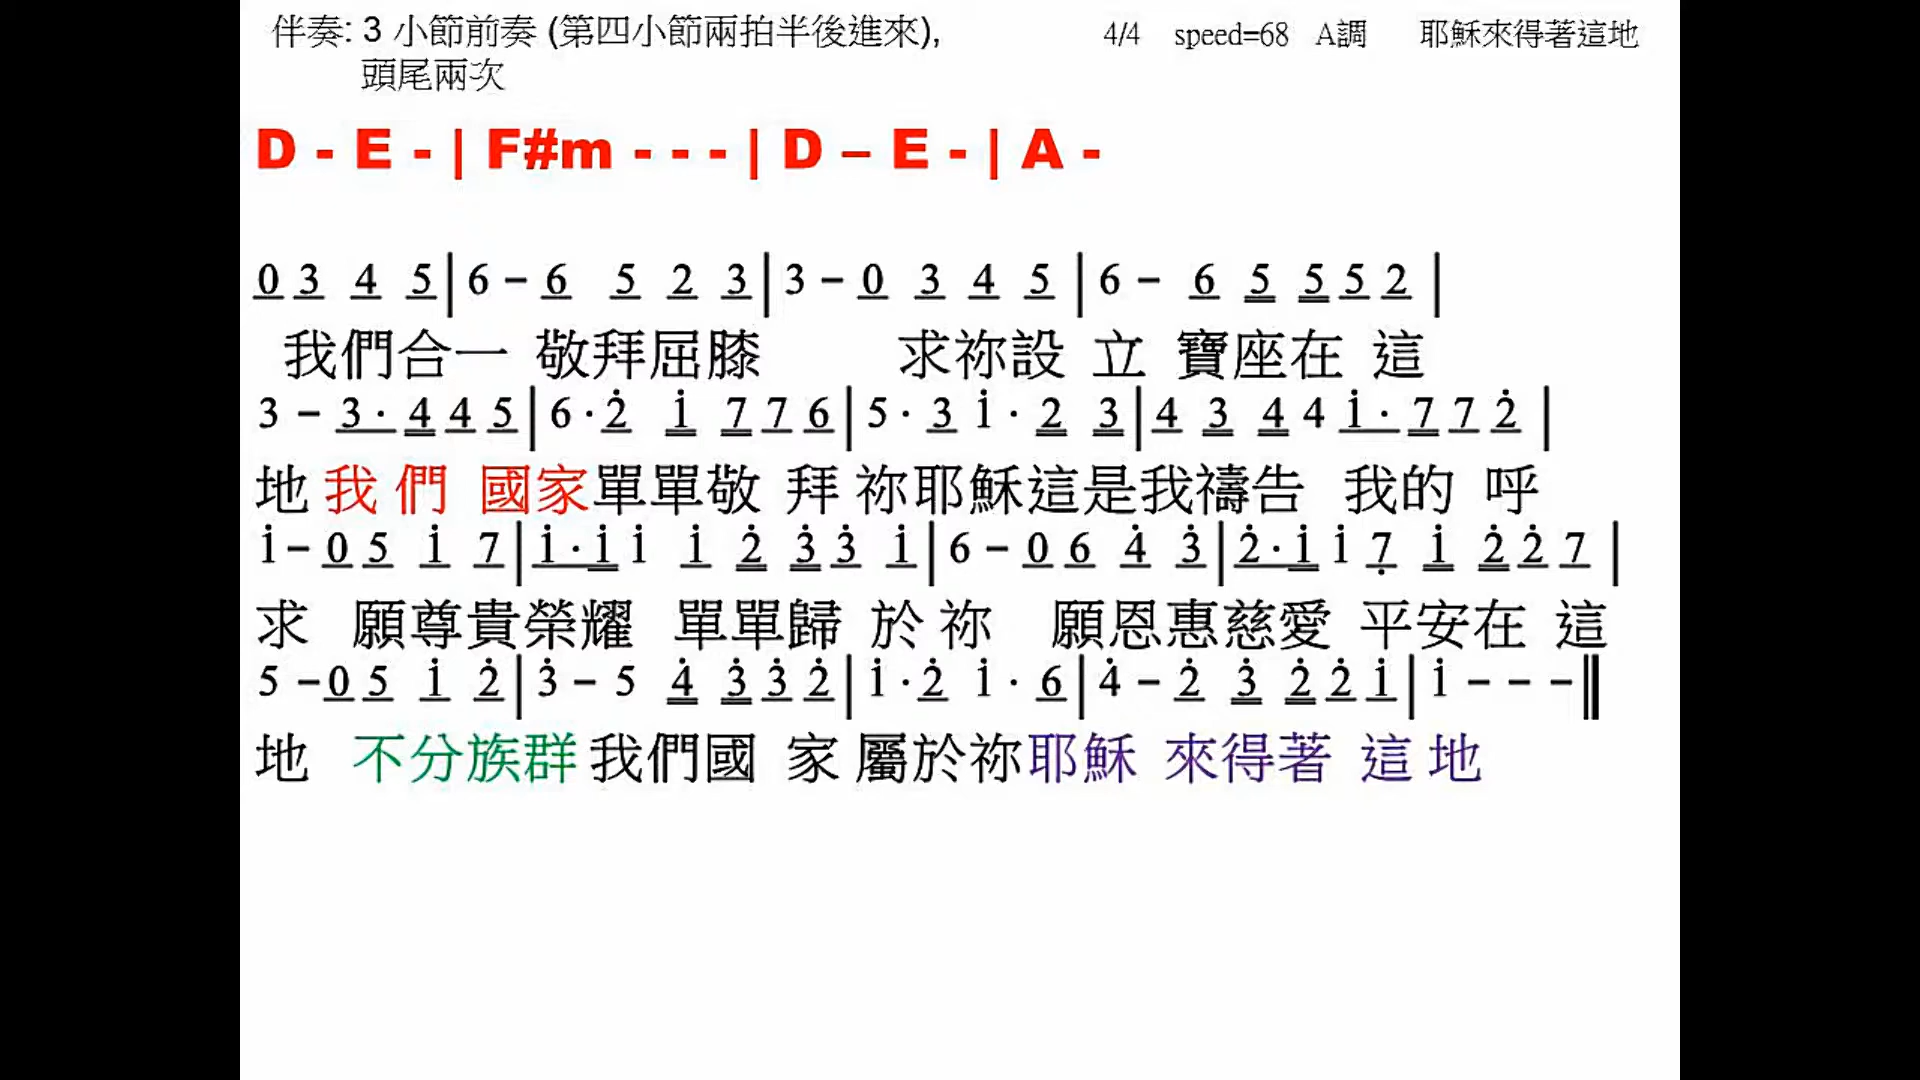 伴奏: 3 小節前奏 (第四小節兩拍半後進來), 4/4 speed=68 A調 耶穌來得著這地
頭尾兩次
D - E - | F#m - - - | D – E - | A -
0 3 4 5 | 6 – 6 5 2 3 | 3 – 0 3 4 5 | 6 – 6 5 5 5 2 |
我們合一 敬拜屈膝 求祢設 立 寶座在 這
3 – 3 · 4 4 5 | 6 · 2̇ 1̇ 7 7 6 | 5 · 3 1̇ · 2 3 | 4 3 4 4 1̇ · 7 7 2̇ |
地 我 們 國家單單敬 拜 祢耶穌這是我禱告 我的 呼
1̇ – 0 5 1̇ 7 | 1̇ · 1̇ 1̇ 1̇ 2̇ 3̇ 3̇ 1̇ | 6 – 0 6 4̇ 3̇ | 2̇ · 1̇ 1̇ 7̣ 1̇ 2̇ 2̇ 7 |
求 願尊貴榮耀 單單歸 於 祢 願恩惠慈愛 平安在 這
5 – 0 5 1̇ 2̇ | 3̇ – 5 4̇ 3̇ 3̇ 2̇ | 1̇ · 2̇ 1̇ · 6 | 4̇ – 2̇ 3̇ 2̇ 2̇ 1̇ | 1̇ – – – ‖
地 不分族群 我們國 家 屬於祢耶穌 來得著 這 地